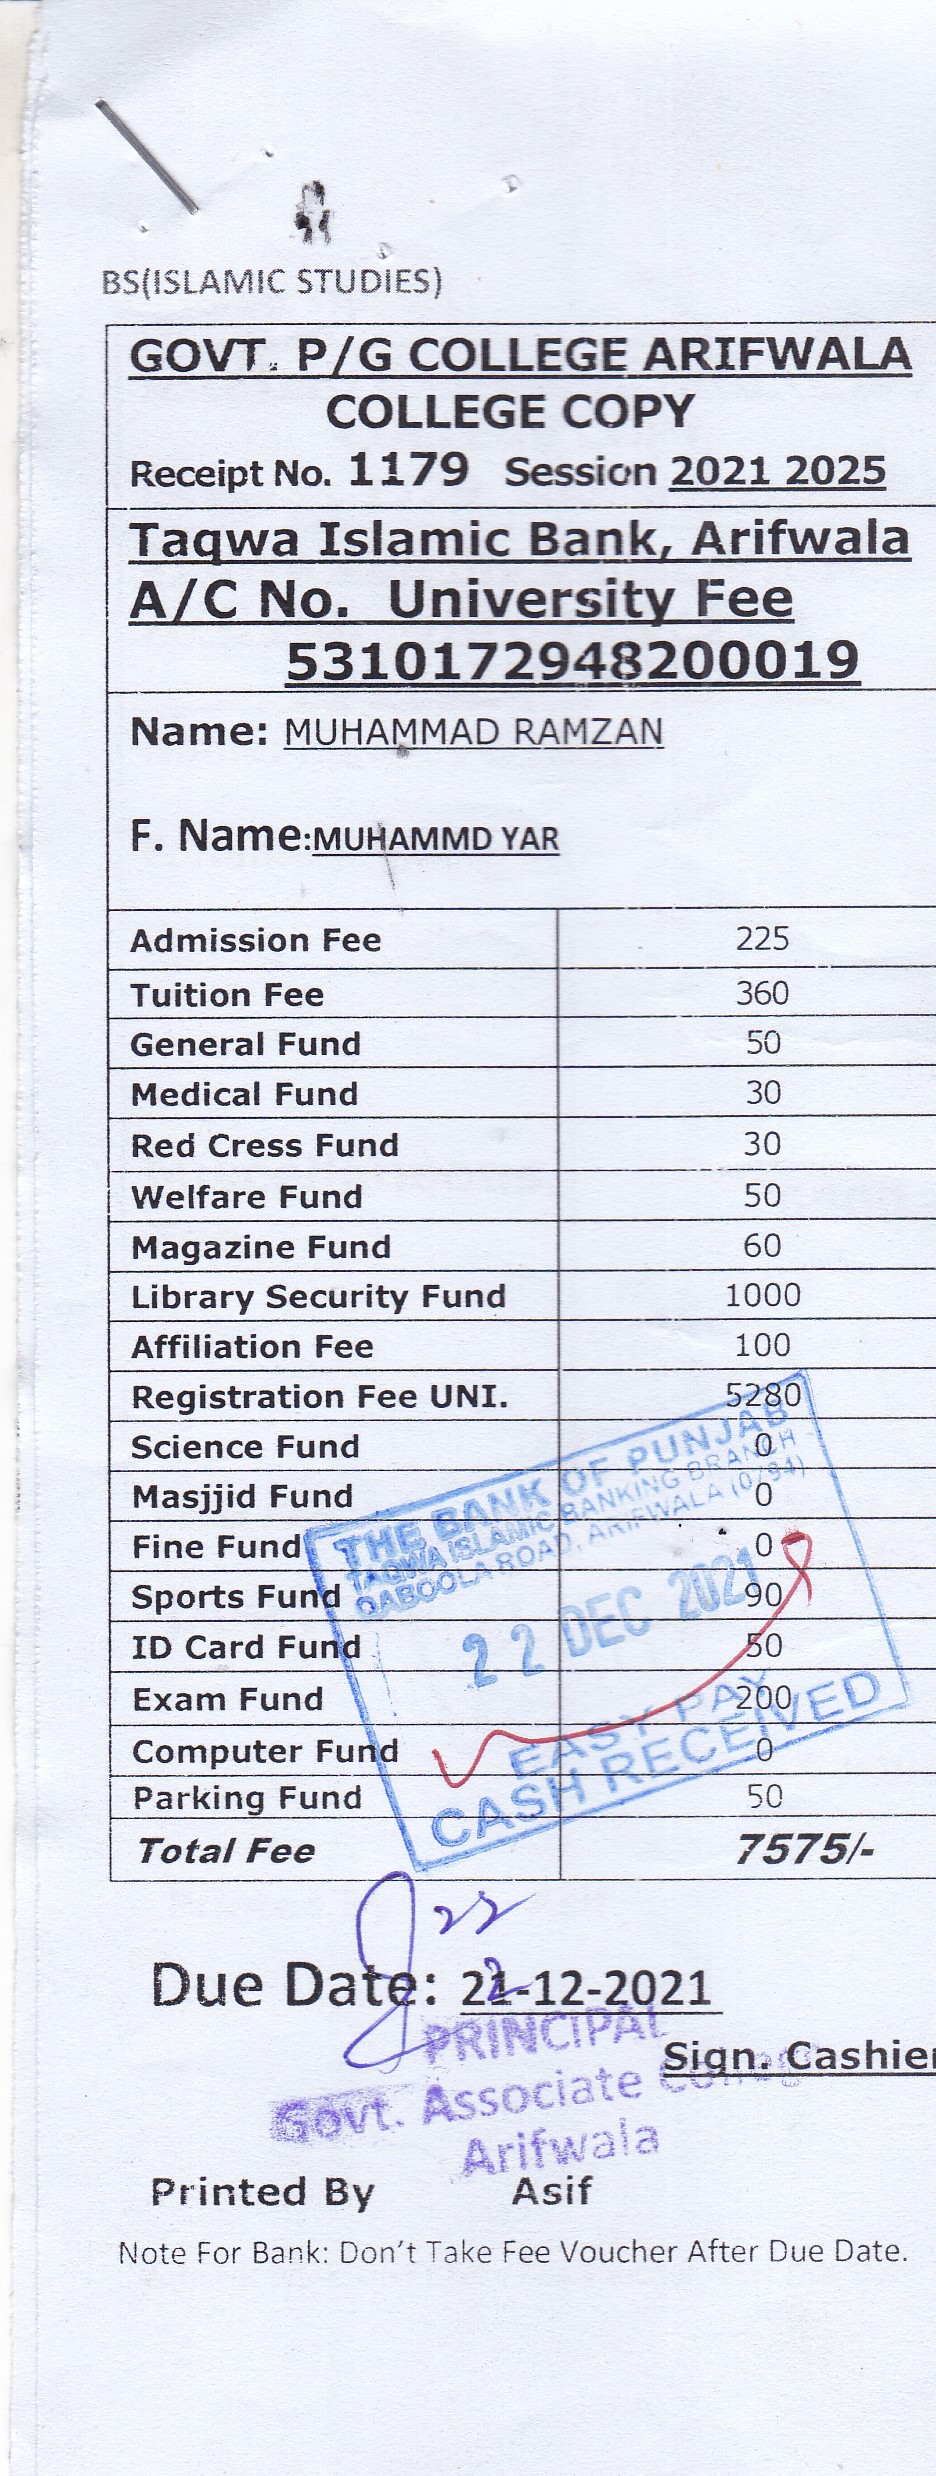 BS(ISLAMIC STUDIES)
GOVT. P/G COLLEGE ARIFWALA
COLLEGE COPY
Receipt No. 1179 Session 2021 2025
Taqwa Islamic Bank, Arifwala
A/C No. University Fee
5310172948200019
Name: MUHAMMAD RAMZAN
F. Name:MUHAMMD YAR
Admission Fee 225
Tuition Fee 360
General Fund 50
Medical Fund 30
Red Cress Fund 30
Welfare Fund 50
Magazine Fund 60
Library Security Fund 1000
Affiliation Fee 100
Registration Fee UNI. 5280
Science Fund 0
Masjjid Fund 0
Fine Fund 0
Sports Fund 90
ID Card Fund 50
Exam Fund 200
Computer Fund 0
Parking Fund 50
Total Fee 7575/-
THE BANK OF PUNJAB
TAQWA ISLAMIC BANKING BRANCH
QABOOLA ROAD, ARIFWALA (0794)
22 DEC 2021
EASY PAY
CASH RECEIVED
Due Date: 21-12-2021
PRINCIPAL
Sign. Cashier
Govt. Associate College
Arifwala
Printed By Asif
Note For Bank: Don't Take Fee Voucher After Due Date.